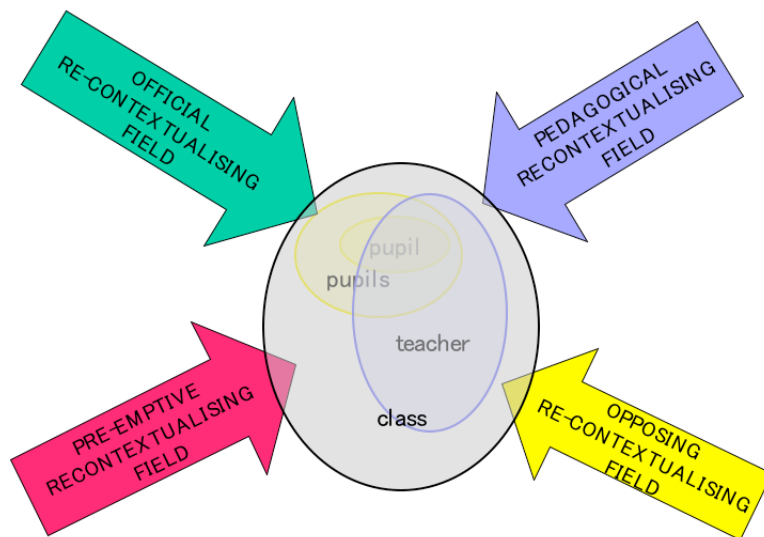 OFFICIAL
RE-CONTEXTUALISING
FIELD
PEDAGOGICAL
RECONTEXTUALISING
FIELD
pupil
pupils
teacher
class
PRE-EMPTIVE
RECONTEXTUALISING
FIELD
OPPOSING
RE-CONTEXTUALISING
FIELD